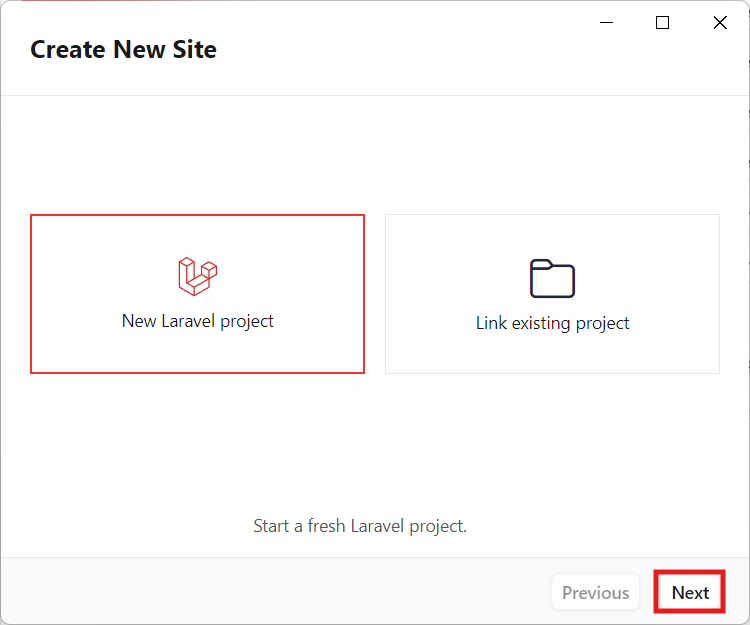 Create New Site
New Laravel project
Link existing project
Start a fresh Laravel project.
Previous
Next